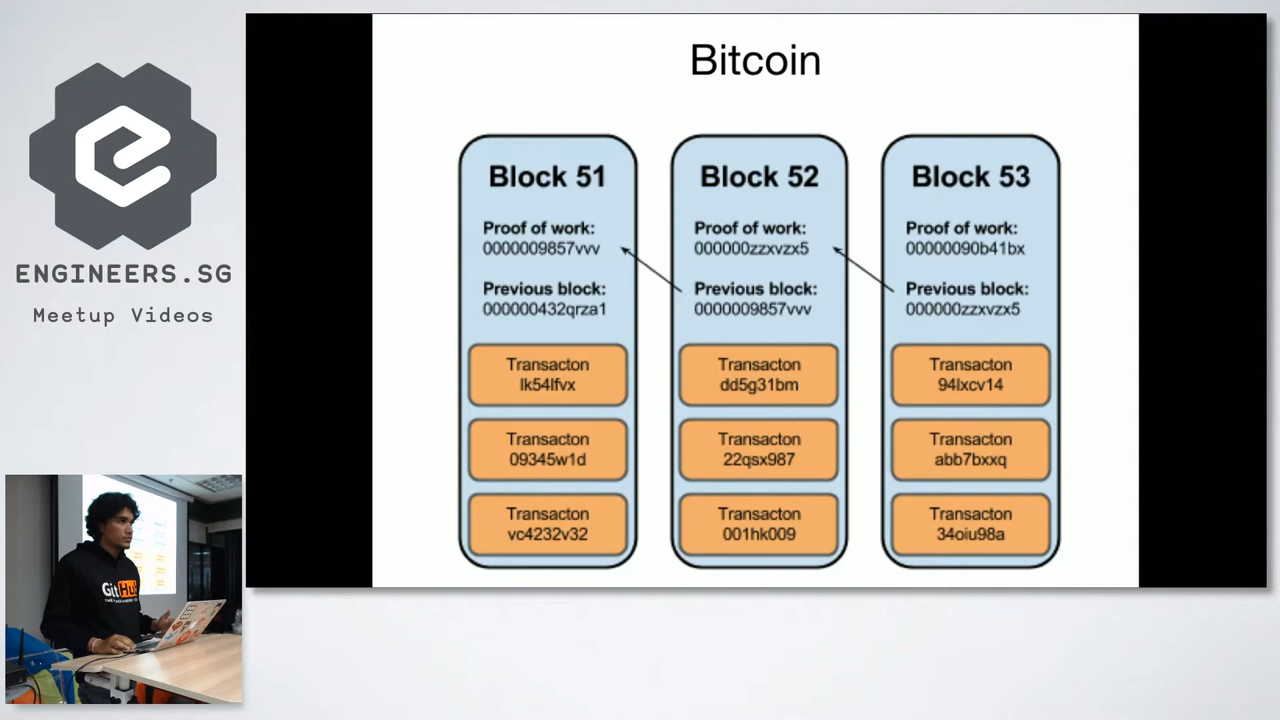 ENGINEERS.SG
Meetup Videos
Bitcoin
Block 51
Proof of work:
0000009857vvv
Previous block:
000000432qrza1
Transacton
lk54lfvx
Transacton
09345w1d
Transacton
vc4232v32
Block 52
Proof of work:
000000zzxvzx5
Previous block:
0000009857vvv
Transacton
dd5g31bm
Transacton
22qsx987
Transacton
001hk009
Block 53
Proof of work:
00000090b41bx
Previous block:
000000zzxvzx5
Transacton
94lxcv14
Transacton
abb7bxxq
Transacton
34oiu98a
GitHu